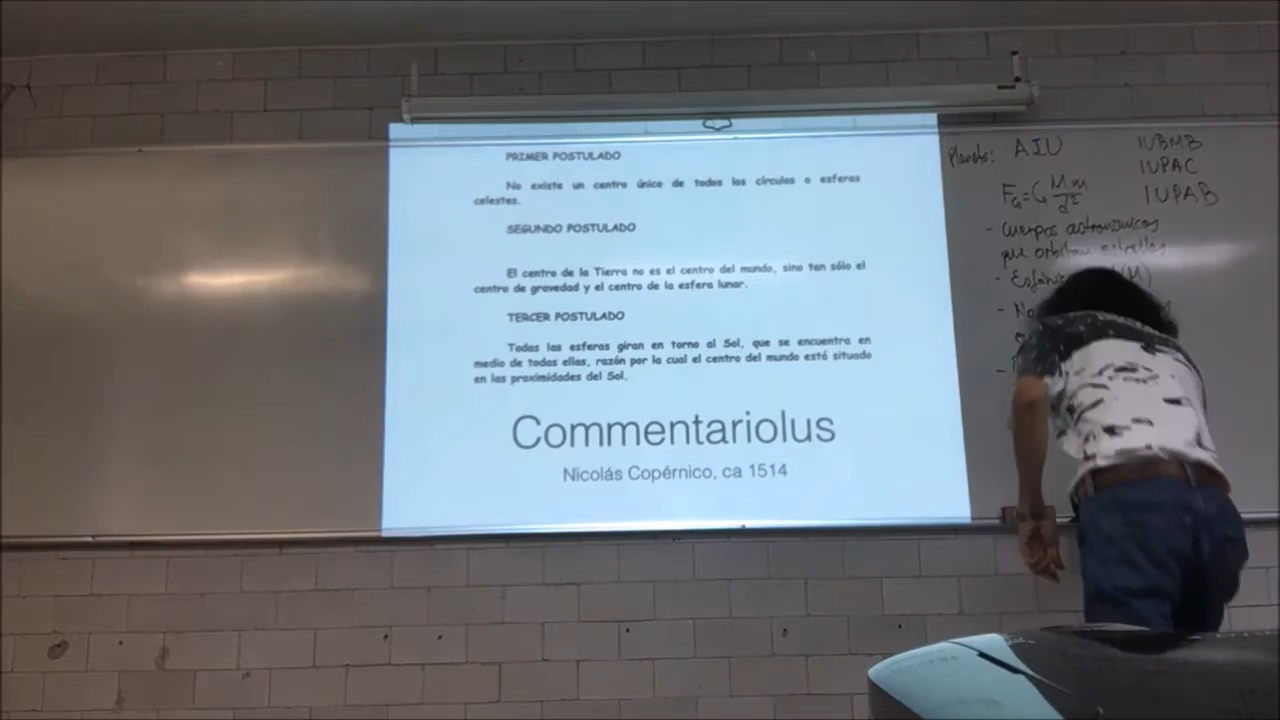 PRIMER POSTULADO
No existe un centro único de todos los círculos o esferas
celestes.
SEGUNDO POSTULADO
El centro de la Tierra no es el centro del mundo, sino tan sólo el
centro de gravedad y el centro de la esfera lunar.
TERCER POSTULADO
Todas las esferas giran en torno al Sol, que se encuentra en
medio de todas ellas, razón por la cual el centro del mundo está situado
en las proximidades del Sol.
Commentariolus
Nicolás Copérnico, ca 1514
AIU
IUBMB
IUPAC
IUPAB
- Cuerpos astronómicos
que orbitan estrellas